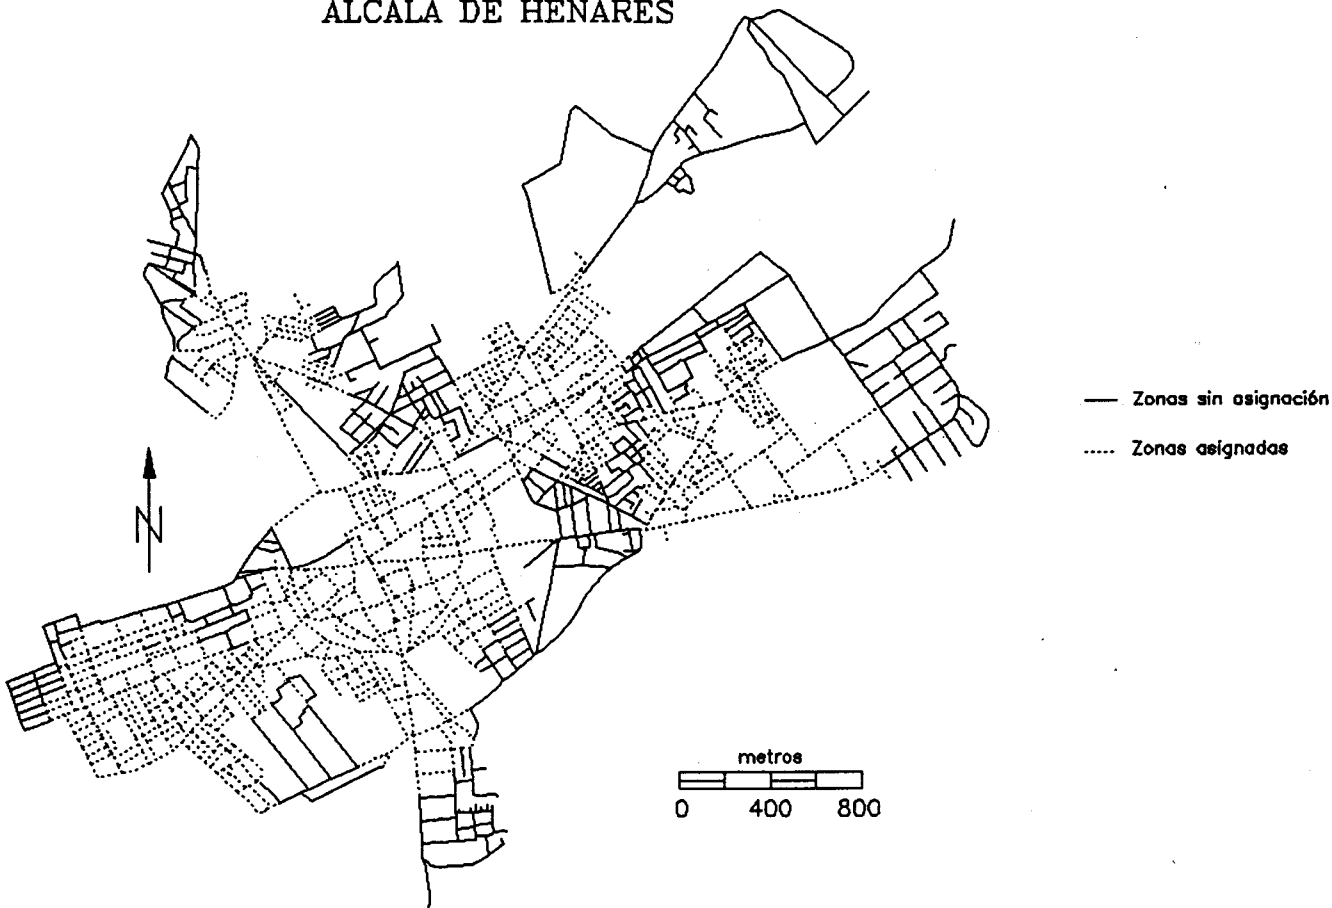 ALCALA DE HENARES
Zonas sin asignación
Zonas asignadas
N
metros
0 400 800